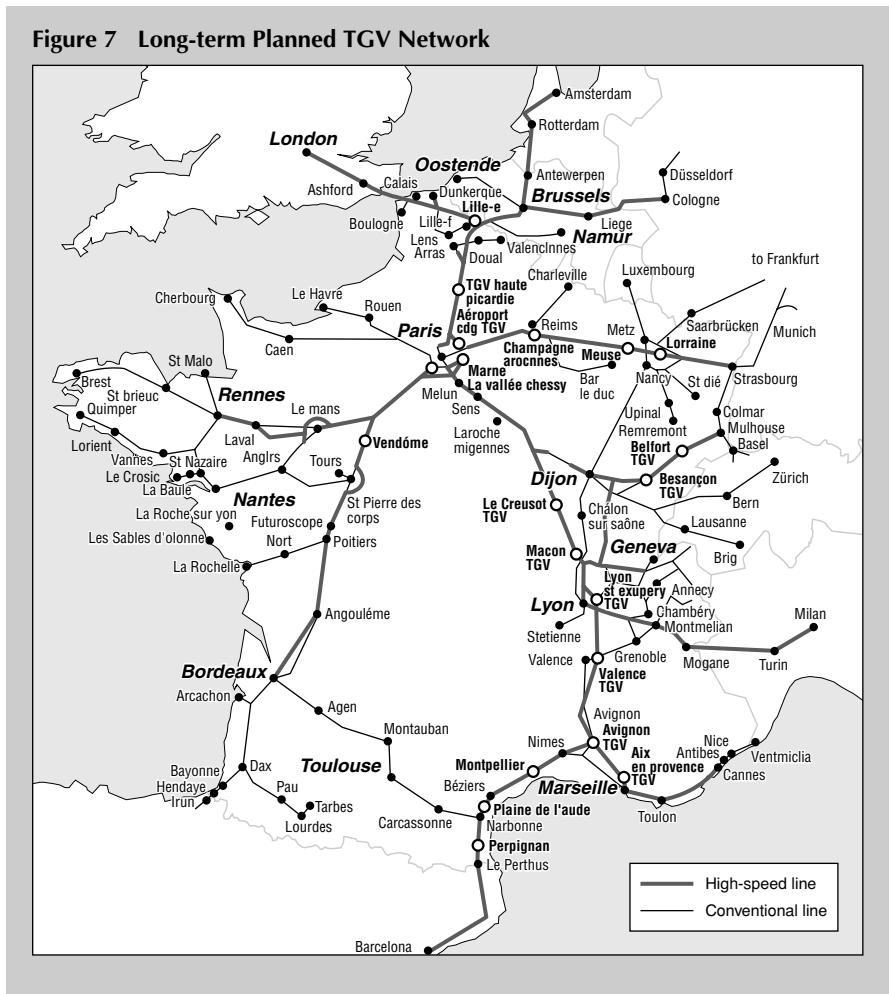 Figure 7 Long-term Planned TGV Network
Amsterdam
Rotterdam
London
Oostende
Antewerpen
Düsseldorf
Ashford
Calais
Dunkerque
Brussels
Cologne
Lille-e
Boulogne
Lille-f
Liege
Lens
Namur
Arras
Doual
ValencInnes
Charleville
Luxembourg
to Frankfurt
TGV haute
picardie
Cherbourg
Le Havre
Rouen
Aéroport
cdg TGV
Paris
Reims
Metz
Saarbrücken
Munich
Lorraine
Caen
Champagne
arocnnes
Meuse
St Malo
Marne
La vallée chessy
Bar
le duc
Nancy
St dié
Strasbourg
Brest
St brieuc
Rennes
Melun
Quimper
Le mans
Sens
Upinal
Remremont
Colmar
Mulhouse
Laroche
migennes
Lorient
Laval
Vendóme
Belfort
TGV
Basel
Vannes
St Nazaire
Anglrs
Tours
Le Crosic
La Baule
Dijon
Besançon
TGV
Zürich
Nantes
St Pierre des
corps
Le Creusot
TGV
Chálon
sur saône
Bern
La Roche sur yon
Futuroscope
Lausanne
Les Sables d'olonne
Nort
Poitiers
Macon
TGV
Geneva
Brig
La Rochelle
Lyon
st exupery
TGV
Annecy
Lyon
Chambéry
Montmelian
Milan
Angouléme
Stetienne
Valence
Grenoble
Mogane
Turin
Bordeaux
Valence
TGV
Arcachon
Agen
Avignon
Montauban
Avignon
TGV
Nice
Nimes
Aix
en provence
TGV
Antibes
Ventmiclia
Toulouse
Montpellier
Cannes
Bayonne
Dax
Hendaye
Pau
Béziers
Marseille
Irun
Tarbes
Plaine de l'aude
Toulon
Lourdes
Carcassonne
Narbonne
Perpignan
Le Perthus
High-speed line
Conventional line
Barcelona